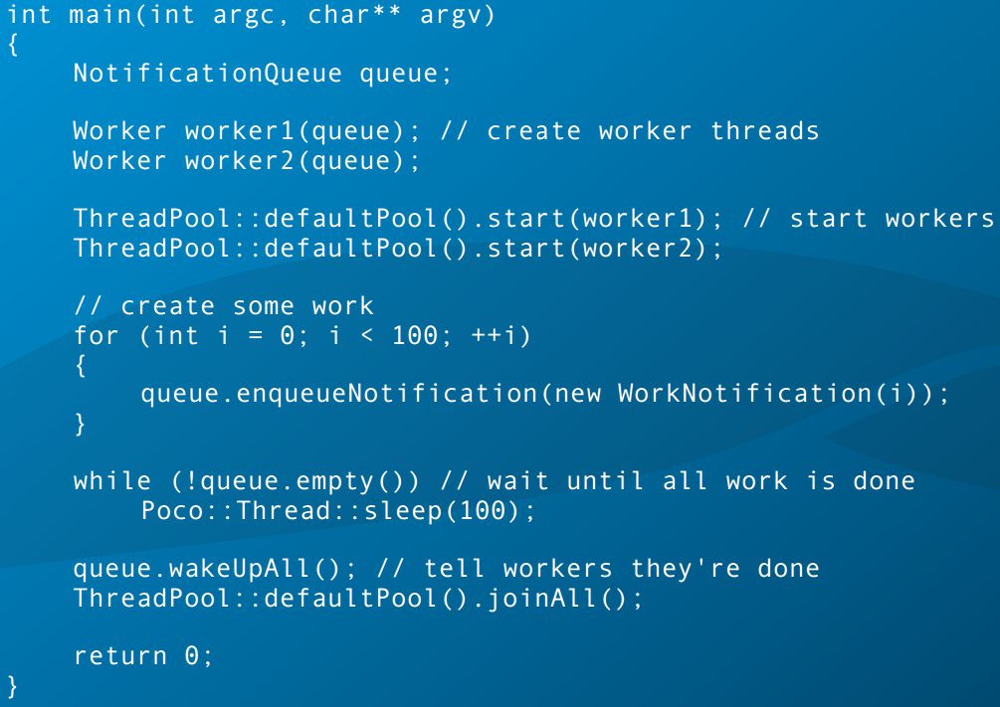 int main(int argc, char** argv)
{
NotificationQueue queue;
Worker worker1(queue); // create worker threads
Worker worker2(queue);
ThreadPool::defaultPool().start(worker1); // start workers
ThreadPool::defaultPool().start(worker2);
// create some work
for (int i = 0; i < 100; ++i)
{
queue.enqueueNotification(new WorkNotification(i));
}
while (!queue.empty()) // wait until all work is done
Poco::Thread::sleep(100);
queue.wakeUpAll(); // tell workers they're done
ThreadPool::defaultPool().joinAll();
return 0;
}